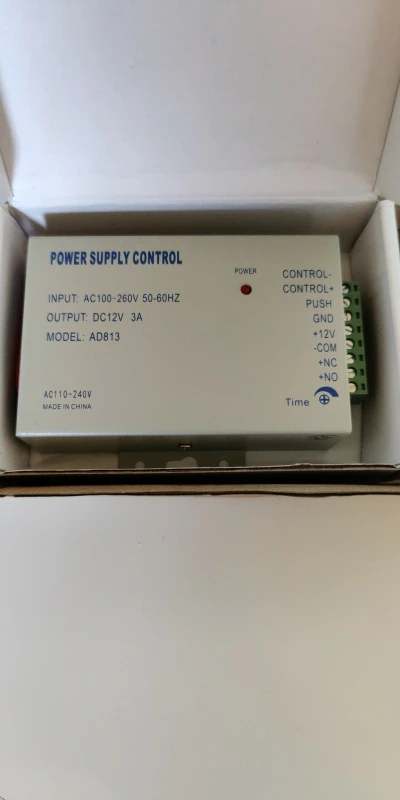 POWER SUPPLY CONTROL
POWER
INPUT: AC100-260V 50-60HZ
OUTPUT: DC12V 3A
MODEL: AD813
AC110-240V
MADE IN CHINA
CONTROL-
CONTROL+
PUSH
GND
+12V
-COM
+NC
+NO
Time